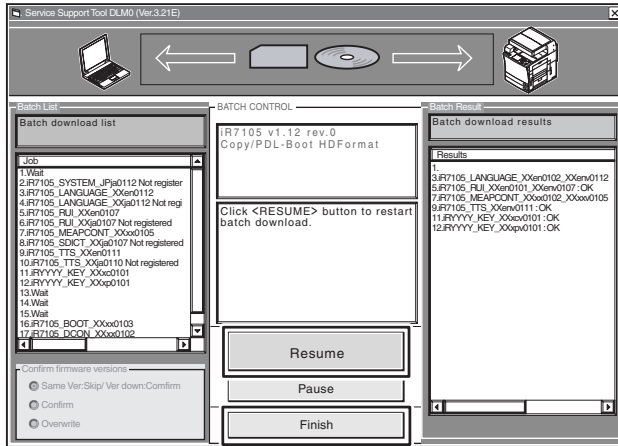 Service Support Tool DLM0 (Ver.3.21E)
Batch List
Batch download list
Job
1.Wait
2.iR7105_SYSTEM_JPja0112 Not register
3.iR7105_LANGUAGE_XXen0112
4.iR7105_LANGUAGE_XXja0112 Not regi
5.iR7105_RUI_XXen0107
6.iR7105_RUI_XXja0107 Not registered
7.iR7105_MEAPCONT_XXxx0105
8.iR7105_SDICT_XXja0107 Not registered
9.iR7105_TTS_XXen0111
10.iR7105_TTS_XXja0110 Not registered
11.iRYYYY_KEY_XXxc0101
12.iRYYYY_KEY_XXxp0101
13.Wait
14.Wait
15.Wait
16.iR7105_BOOT_XXxx0103
17.iR7105_DCON_XXxx0102
Confirm firmware versions
Same Ver:Skip/ Ver down:Comfirm
Confirm
Overwrite
BATCH CONTROL
iR7105 v1.12 rev.0
Copy/PDL-Boot HDFormat
Click <RESUME> button to restart
batch download.
Resume
Pause
Finish
Batch Result
Batch download results
Results
1.
3.iR7105_LANGUAGE_XXen0102_XXenv0112
5.iR7105_RUI_XXen0101_XXenv0107 : OK
7.iR7105_MEAPCONT_XXxx0102_XXxxv0105
9.iR7105_TTS_XXenv0111 : OK
11.iRYYYY_KEY_XXxcv0101 : OK
12.iRYYYY_KEY_XXxpv0101 : OK